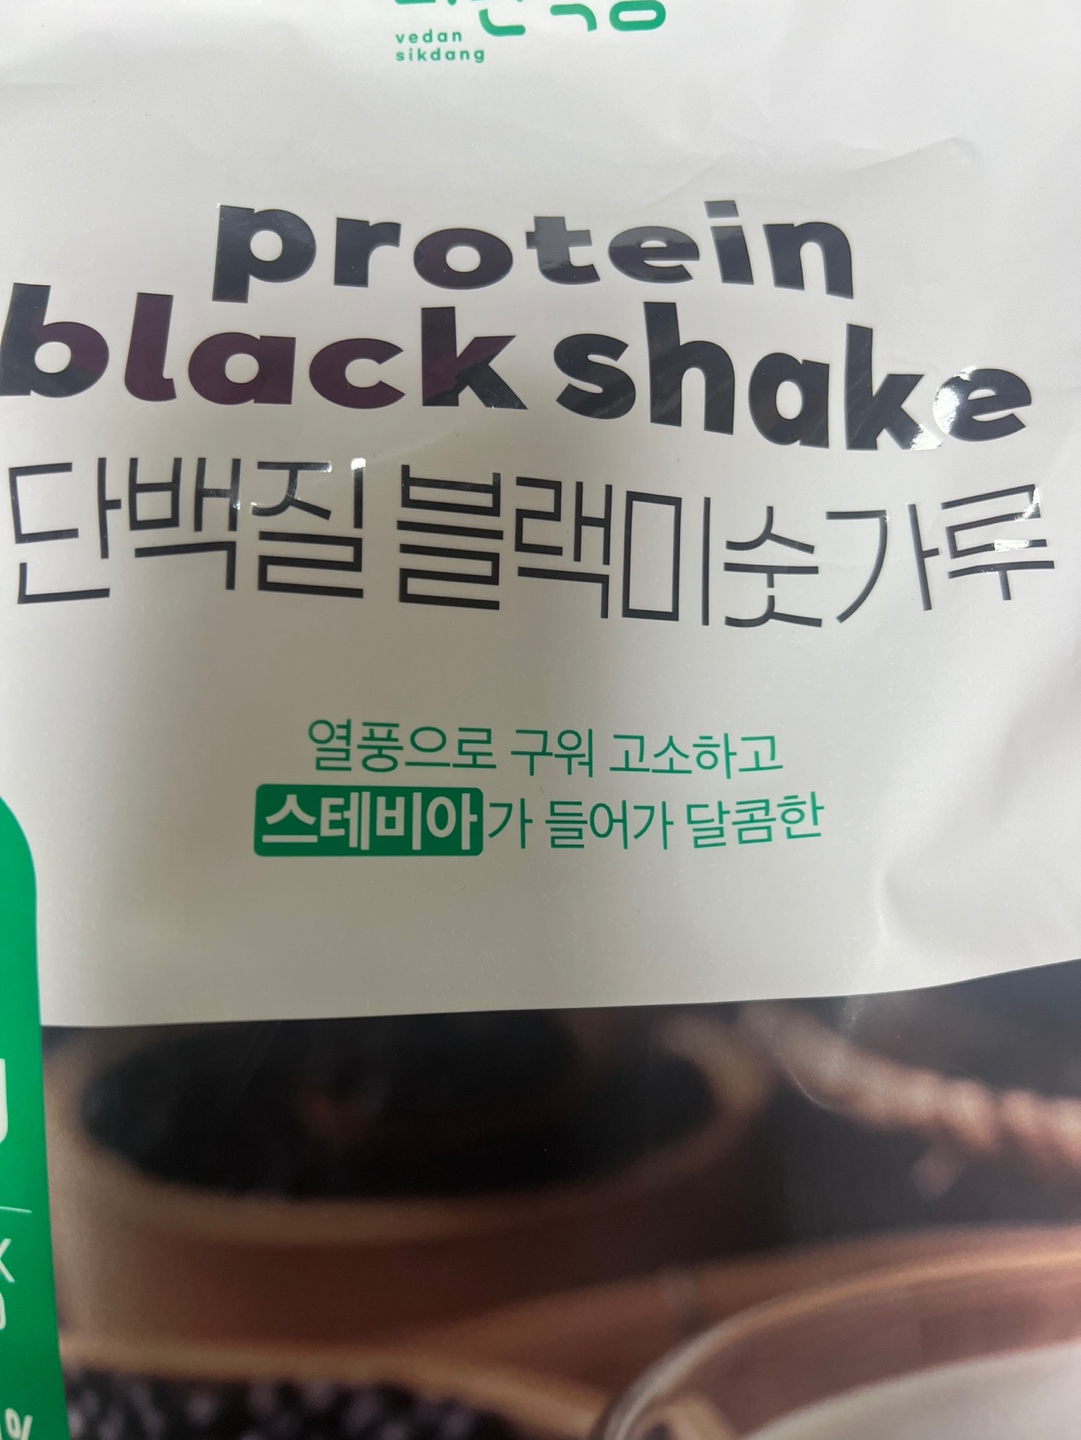 vedan
sikdang
protein
black shake
단백질 블랙미숫가루
열풍으로 구워 고소하고
스테비아가 들어가 달콤한
%